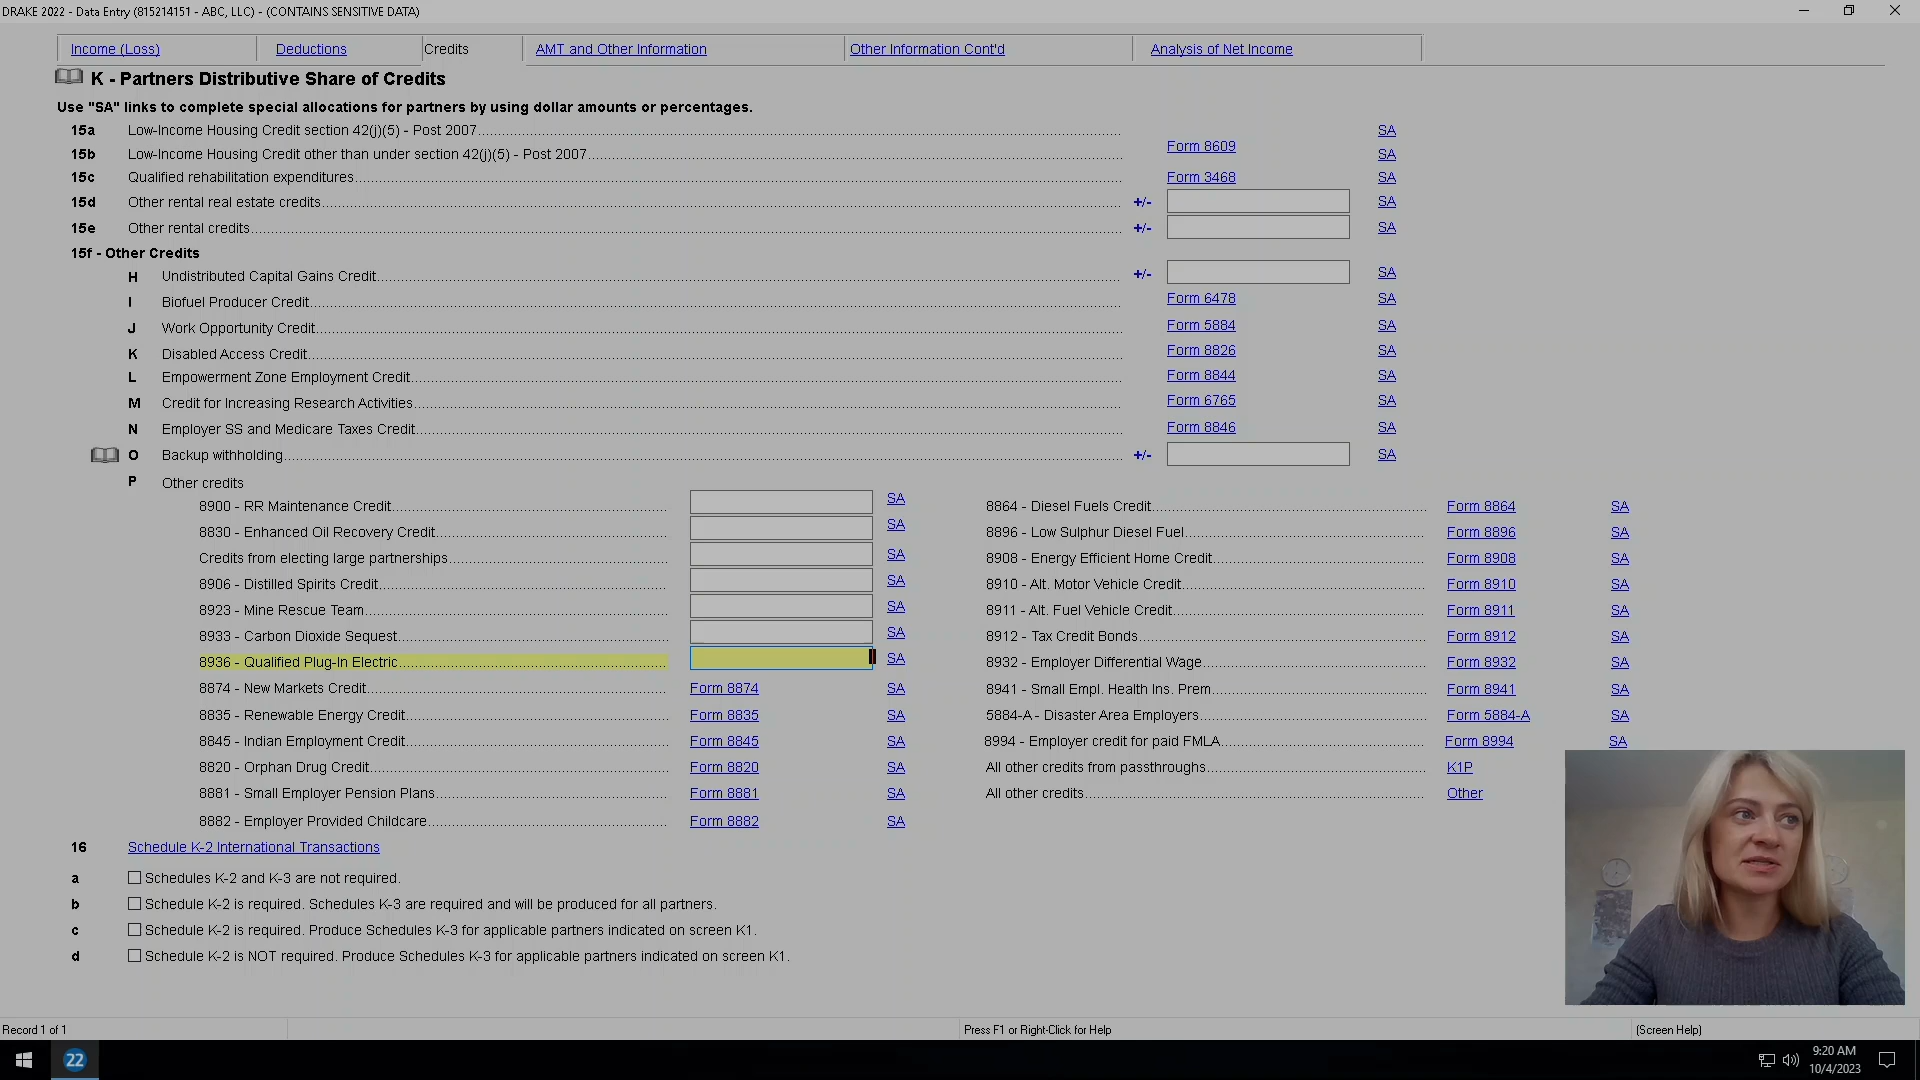 DRAKE 2022 - Data Entry (815214151 - ABC, LLC) - (CONTAINS SENSITIVE DATA)
Income (Loss) Deductions Credits AMT and Other Information Other Information Cont'd Analysis of Net Income
K - Partners Distributive Share of Credits
Use "SA" links to complete special allocations for partners by using dollar amounts or percentages.
15a Low-Income Housing Credit section 42(j)(5) - Post 2007 SA
15b Low-Income Housing Credit other than under section 42(j)(5) - Post 2007 Form 8609 SA
15c Qualified rehabilitation expenditures Form 3468 SA
15d Other rental real estate credits +/- SA
15e Other rental credits +/- SA
15f - Other Credits
H Undistributed Capital Gains Credit +/- SA
I Biofuel Producer Credit Form 6478 SA
J Work Opportunity Credit Form 5884 SA
K Disabled Access Credit Form 8826 SA
L Empowerment Zone Employment Credit Form 8844 SA
M Credit for Increasing Research Activities Form 6765 SA
N Employer SS and Medicare Taxes Credit Form 8846 SA
O Backup withholding +/- SA
P Other credits
8900 - RR Maintenance Credit SA 8864 - Diesel Fuels Credit Form 8864 SA
8830 - Enhanced Oil Recovery Credit SA 8896 - Low Sulphur Diesel Fuel Form 8896 SA
Credits from electing large partnerships SA 8908 - Energy Efficient Home Credit Form 8908 SA
8906 - Distilled Spirits Credit SA 8910 - Alt. Motor Vehicle Credit Form 8910 SA
8923 - Mine Rescue Team SA 8911 - Alt. Fuel Vehicle Credit Form 8911 SA
8933 - Carbon Dioxide Sequest SA 8912 - Tax Credit Bonds Form 8912 SA
8936 - Qualified Plug-In Electric SA 8932 - Employer Differential Wage Form 8932 SA
8874 - New Markets Credit Form 8874 SA 8941 - Small Empl. Health Ins. Prem Form 8941 SA
8835 - Renewable Energy Credit Form 8835 SA 5884-A - Disaster Area Employers Form 5884-A SA
8845 - Indian Employment Credit Form 8845 SA 8994 - Employer credit for paid FMLA Form 8994 SA
8820 - Orphan Drug Credit Form 8820 SA All other credits from passthroughs K1P
8881 - Small Employer Pension Plans Form 8881 SA All other credits Other
8882 - Employer Provided Childcare Form 8882 SA
16 Schedule K-2 International Transactions
a Schedules K-2 and K-3 are not required.
b Schedule K-2 is required. Schedules K-3 are required and will be produced for all partners.
c Schedule K-2 is required. Produce Schedules K-3 for applicable partners indicated on screen K1.
d Schedule K-2 is NOT required. Produce Schedules K-3 for applicable partners indicated on screen K1.
Record 1 of 1 Press F1 or Right-Click for Help (Screen Help)
22 9:20 AM
10/4/2023